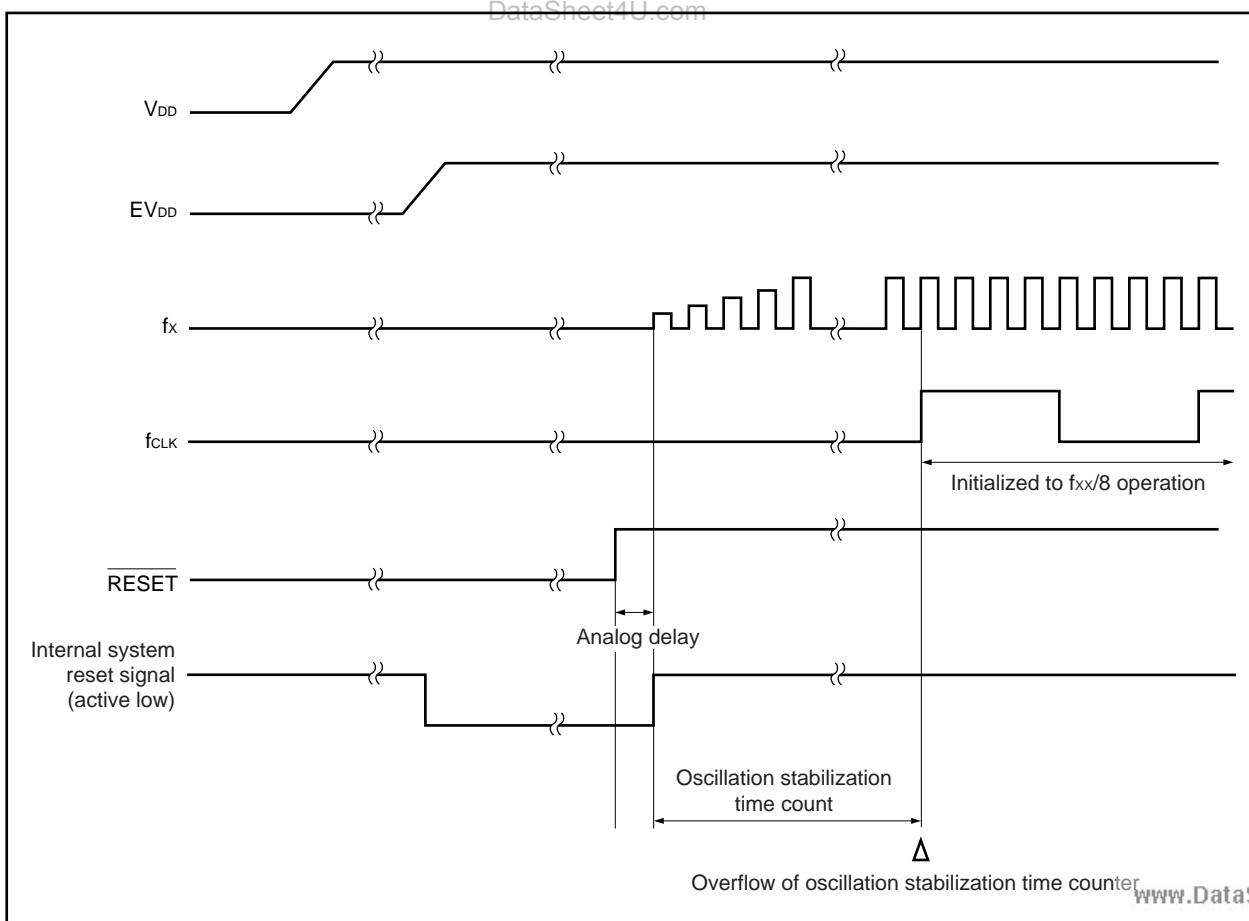 DataSheet4U.com
VDD
EVDD
fX
fCLK
Initialized to fXX/8 operation
RESET
Analog delay
Internal system
reset signal
(active low)
Oscillation stabilization
time count
Overflow of oscillation stabilization time counter
www.DataS